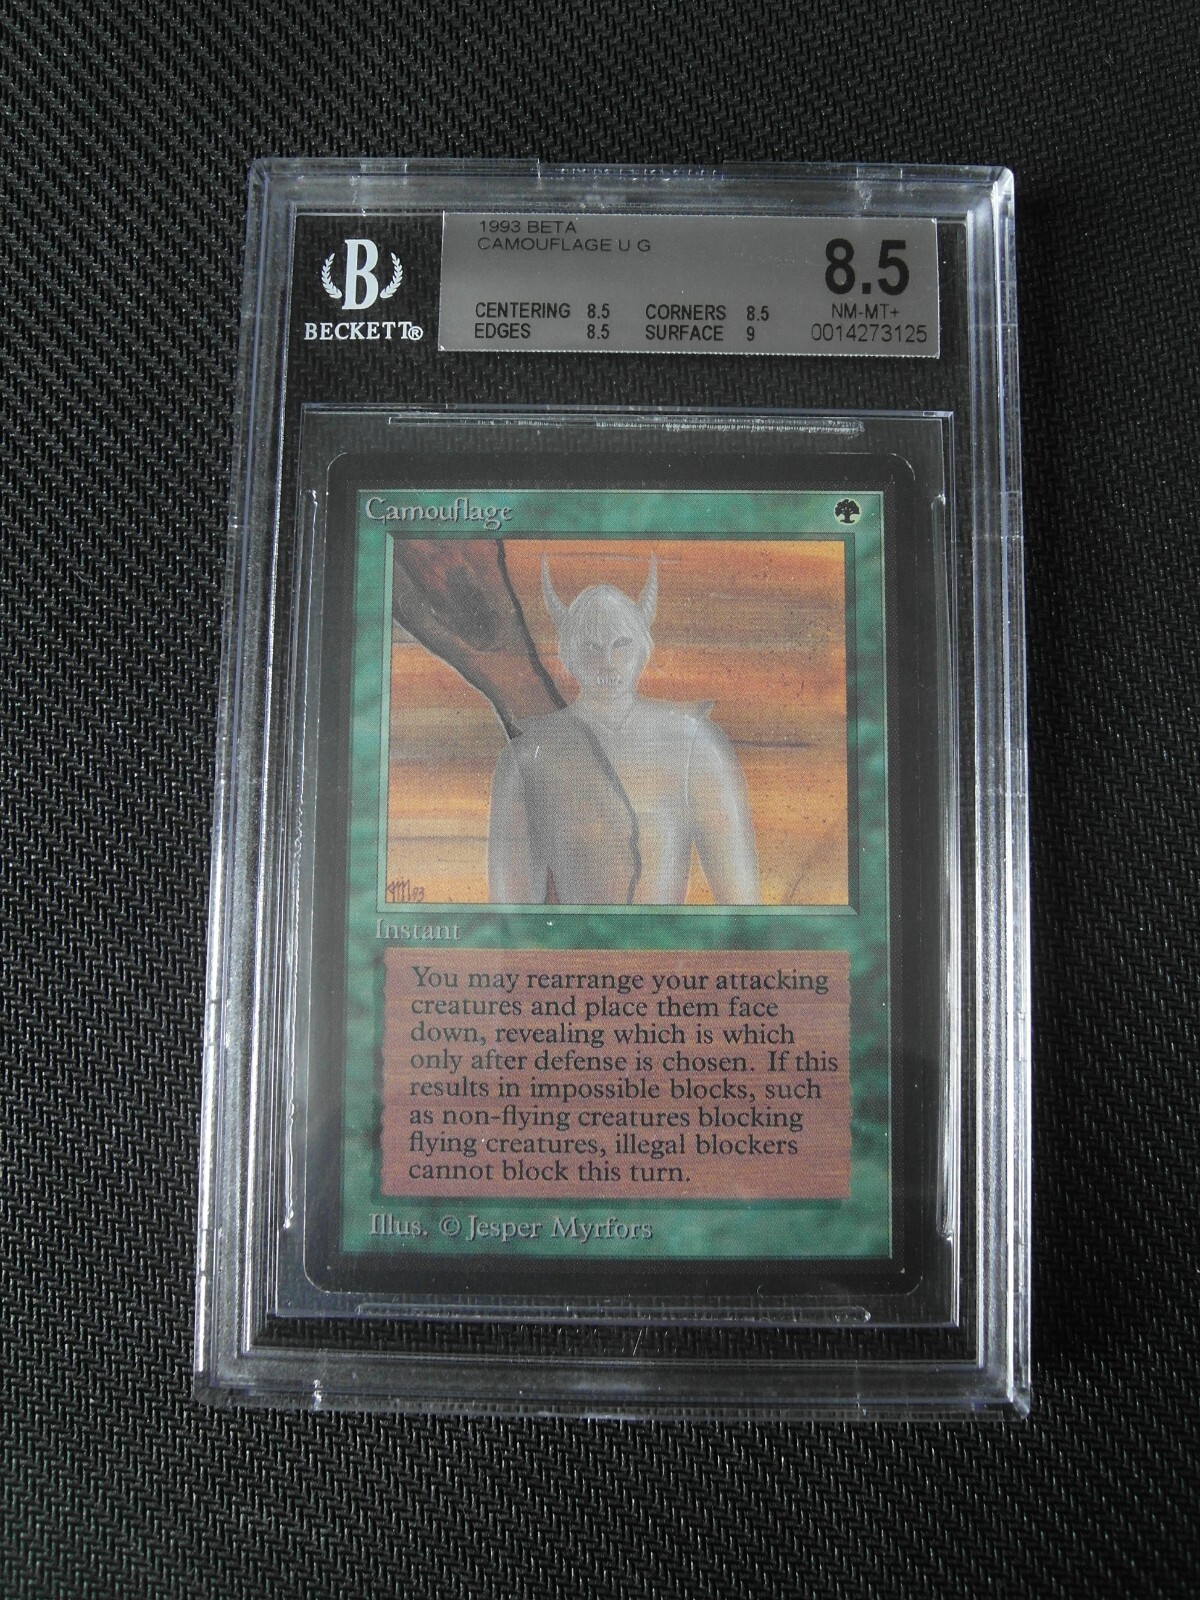 1993 BETA
CAMOUFLAGE U G
8.5
B
BECKETT®
CENTERING 8.5 CORNERS 8.5
EDGES 8.5 SURFACE 9
NM-MT+
0014273125
Camouflage
JM93
Instant
You may rearrange your attacking
creatures and place them face
down, revealing which is which
only after defense is chosen. If this
results in impossible blocks, such
as non-flying creatures blocking
flying creatures, illegal blockers
cannot block this turn.
Illus. © Jesper Myrfors